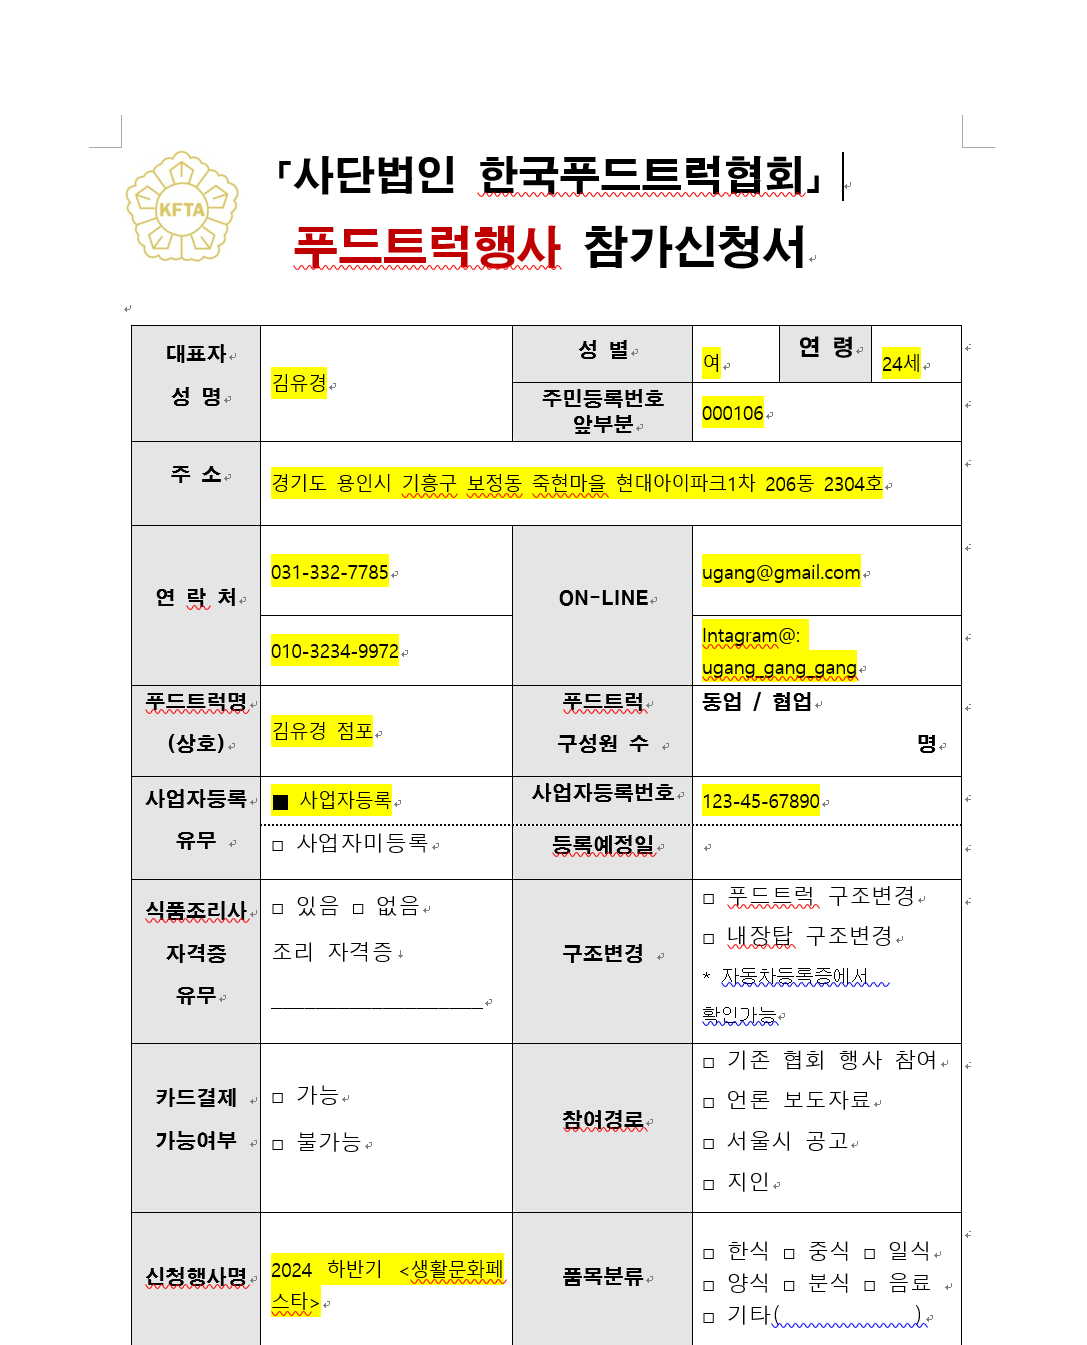 KFTA
「사단법인 한국푸드트럭협회」
푸드트럭행사 참가신청서
대표자
성 명
김유경
성 별
여
연 령
24세
주민등록번호
앞부분
000106
주 소
경기도 용인시 기흥구 보정동 죽현마을 현대아이파크1차 206동 2304호
연 락 처
031-332-7785
010-3234-9972
ON-LINE
ugang@gmail.com
Intagram@:
ugang_gang_gang
푸드트럭명
(상호)
김유경 점포
푸드트럭
구성원 수
동업 / 협업
명
사업자등록
유무
■ 사업자등록
□ 사업자미등록
사업자등록번호
123-45-67890
등록예정일
식품조리사
자격증
유무
□ 있음 □ 없음
조리 자격증
____________________
구조변경
□ 푸드트럭 구조변경
□ 내장탑 구조변경
* 자동차등록증에서
확인가능
카드결제
가능여부
□ 가능
□ 불가능
참여경로
□ 기존 협회 행사 참여
□ 언론 보도자료
□ 서울시 공고
□ 지인
신청행사명
2024 하반기 <생활문화페
스타>
품목분류
□ 한식 □ 중식 □ 일식
□ 양식 □ 분식 □ 음료
□ 기타( )